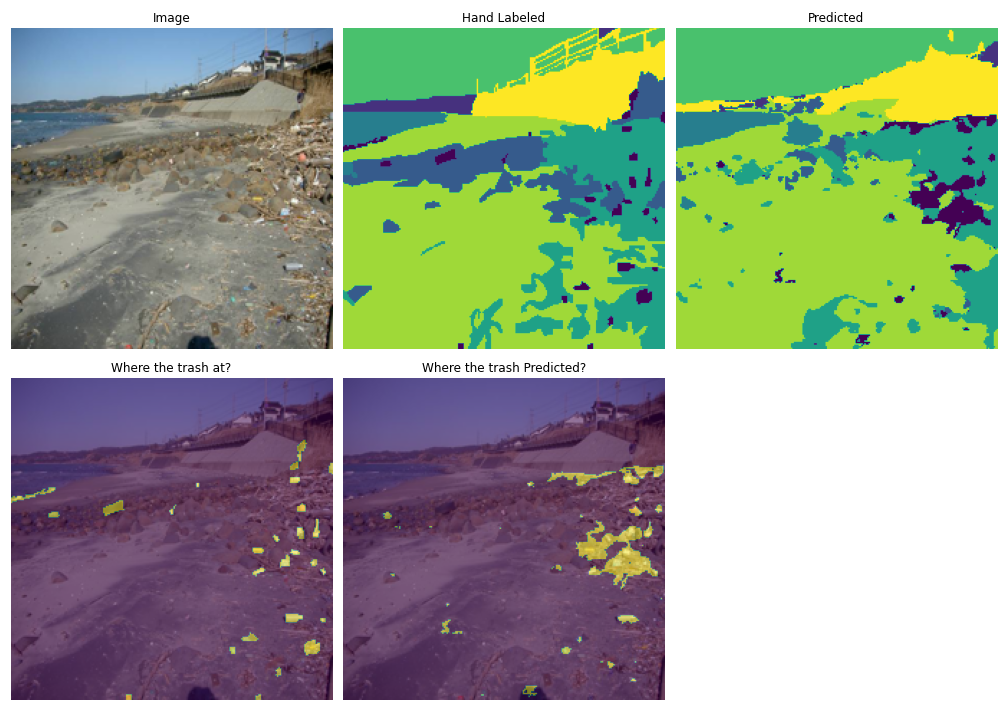 Image
Hand Labeled
Predicted
Where the trash at?
Where the trash Predicted?